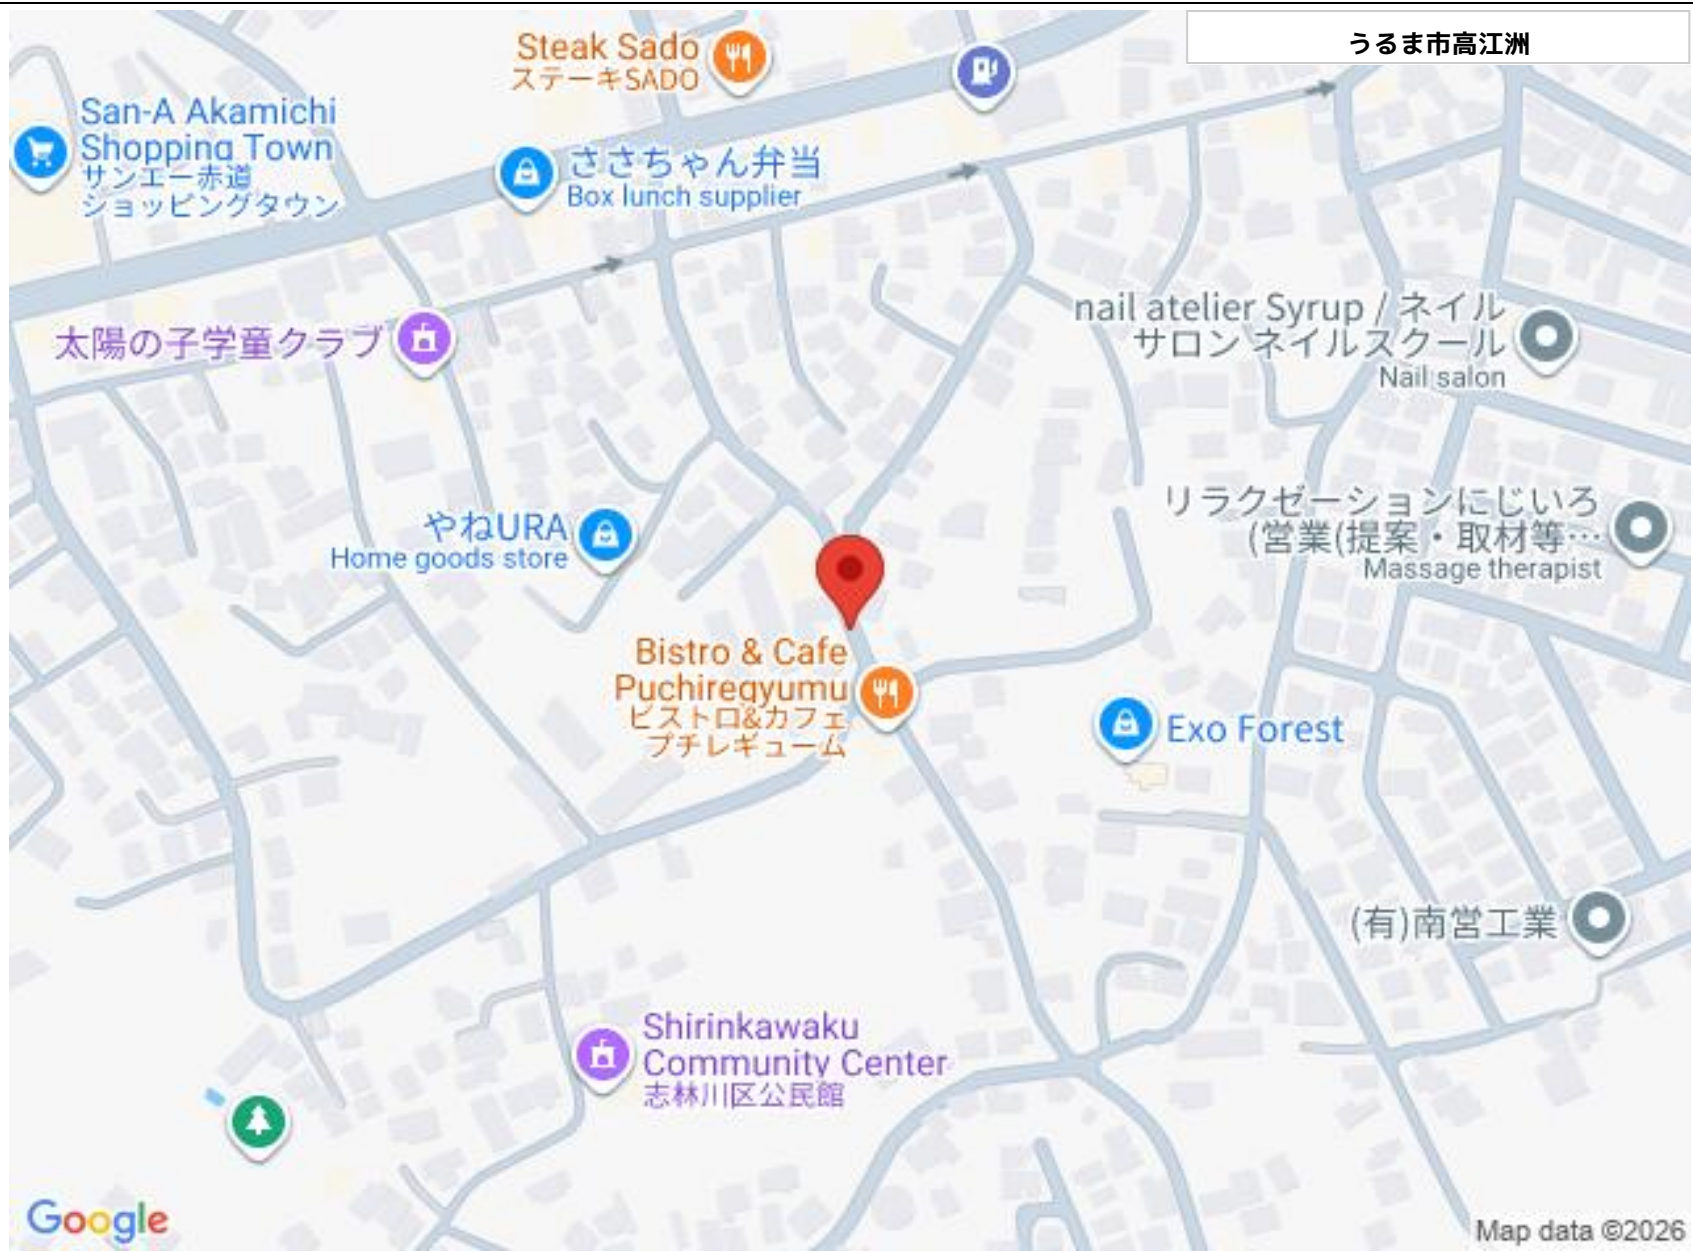 うるま市高江洲
Steak Sado
ステーキSADO
San-A Akamichi
Shopping Town
サンエー赤道
ショッピングタウン
ささちゃん弁当
Box lunch supplier
太陽の子学童クラブ
nail atelier Syrup / ネイル
サロン ネイルスクール
Nail salon
やねURA
Home goods store
リラクゼーションにじいろ
(営業(提案・取材等…
Massage therapist
Bistro & Cafe
Puchiregyumu
ビストロ&カフェ
プチレギューム
Exo Forest
(有)南営工業
Shirinkawaku
Community Center
志林川区公民館
Google
Map data ©2026